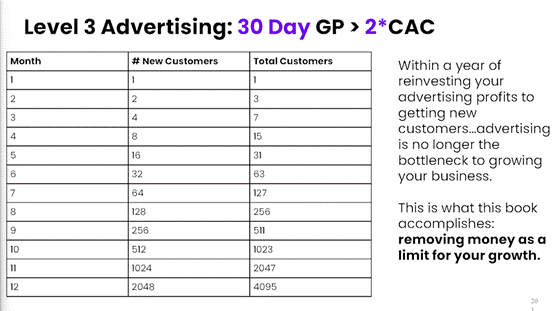 Level 3 Advertising: 30 Day GP > 2*CAC
Month # New Customers Total Customers
1 1 1
2 2 3
3 4 7
4 8 15
5 16 31
6 32 63
7 64 127
8 128 256
9 256 511
10 512 1023
11 1024 2047
12 2048 4095
Within a year of
reinvesting your
advertising profits to
getting new
customers...advertising
is no longer the
bottleneck to growing
your business.
This is what this book
accomplishes:
removing money as a
limit for your growth.
20
1